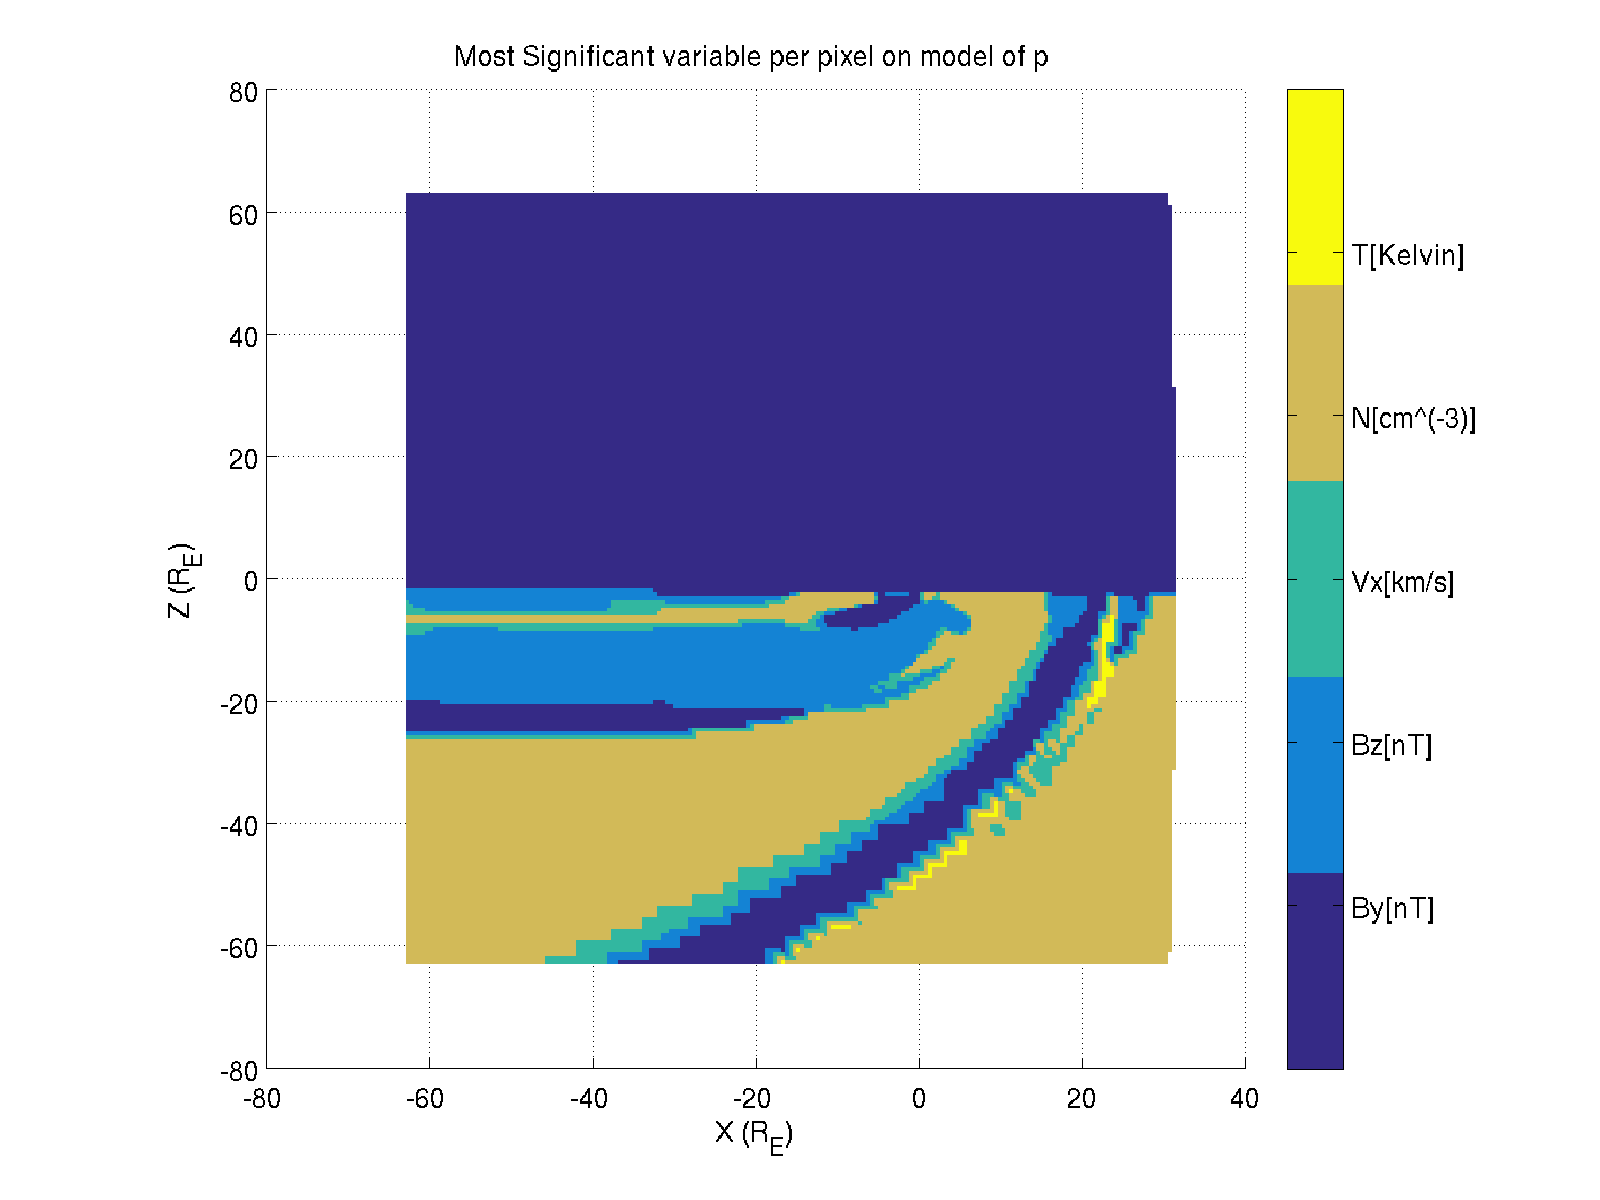 Most Significant variable per pixel on model of p
80
60
40
20
0
-20
-40
-60
-80
Z (R_E)
-80
-60
-40
-20
0
20
40
X (R_E)
T[Kelvin]
N[cm^(-3)]
Vx[km/s]
Bz[nT]
By[nT]